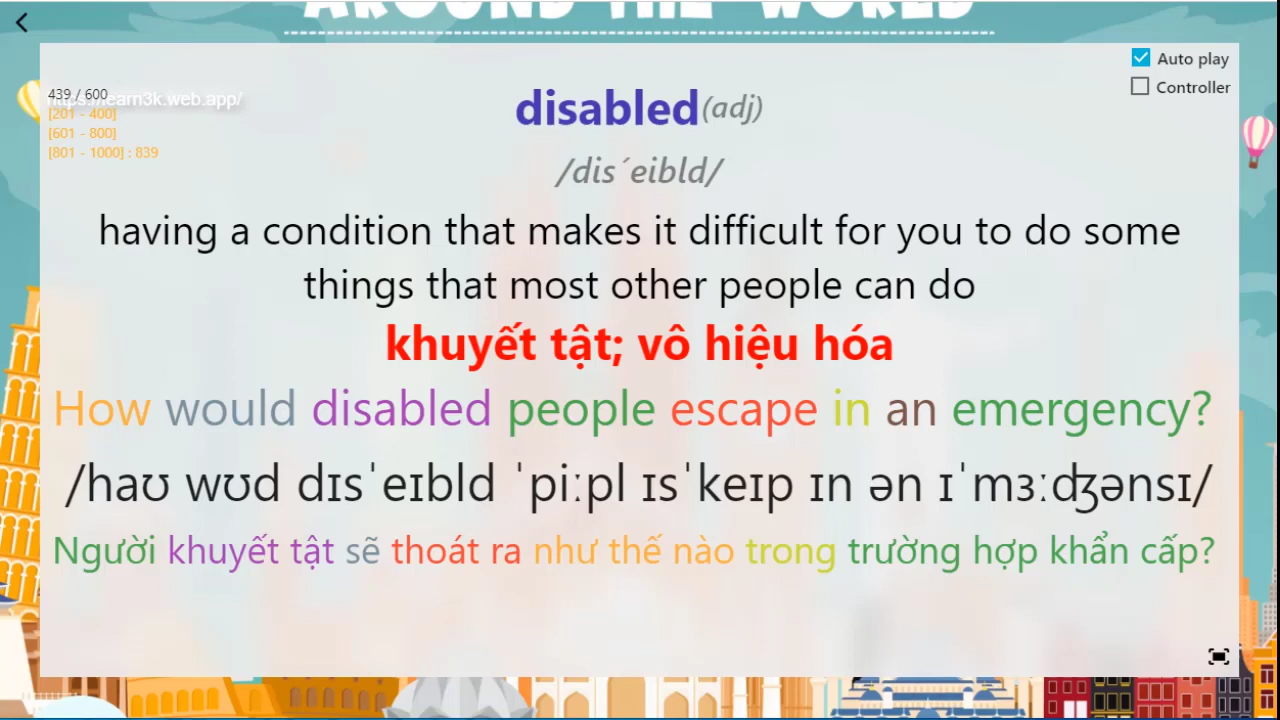 AROUND THE WORLD
Auto play
439 / 600
https://learn3k.web.app/
Controller
disabled(adj)
[201 - 400]
[601 - 800]
[801 - 1000] : 839
/dis´eibld/
having a condition that makes it difficult for you to do some
things that most other people can do
khuyết tật; vô hiệu hóa
How would disabled people escape in an emergency?
/haʊ wʊd dɪsˈeɪbld ˈpiːpl ɪsˈkeɪp ɪn ən ɪˈmɜːʤənsɪ/
Người khuyết tật sẽ thoát ra như thế nào trong trường hợp khẩn cấp?